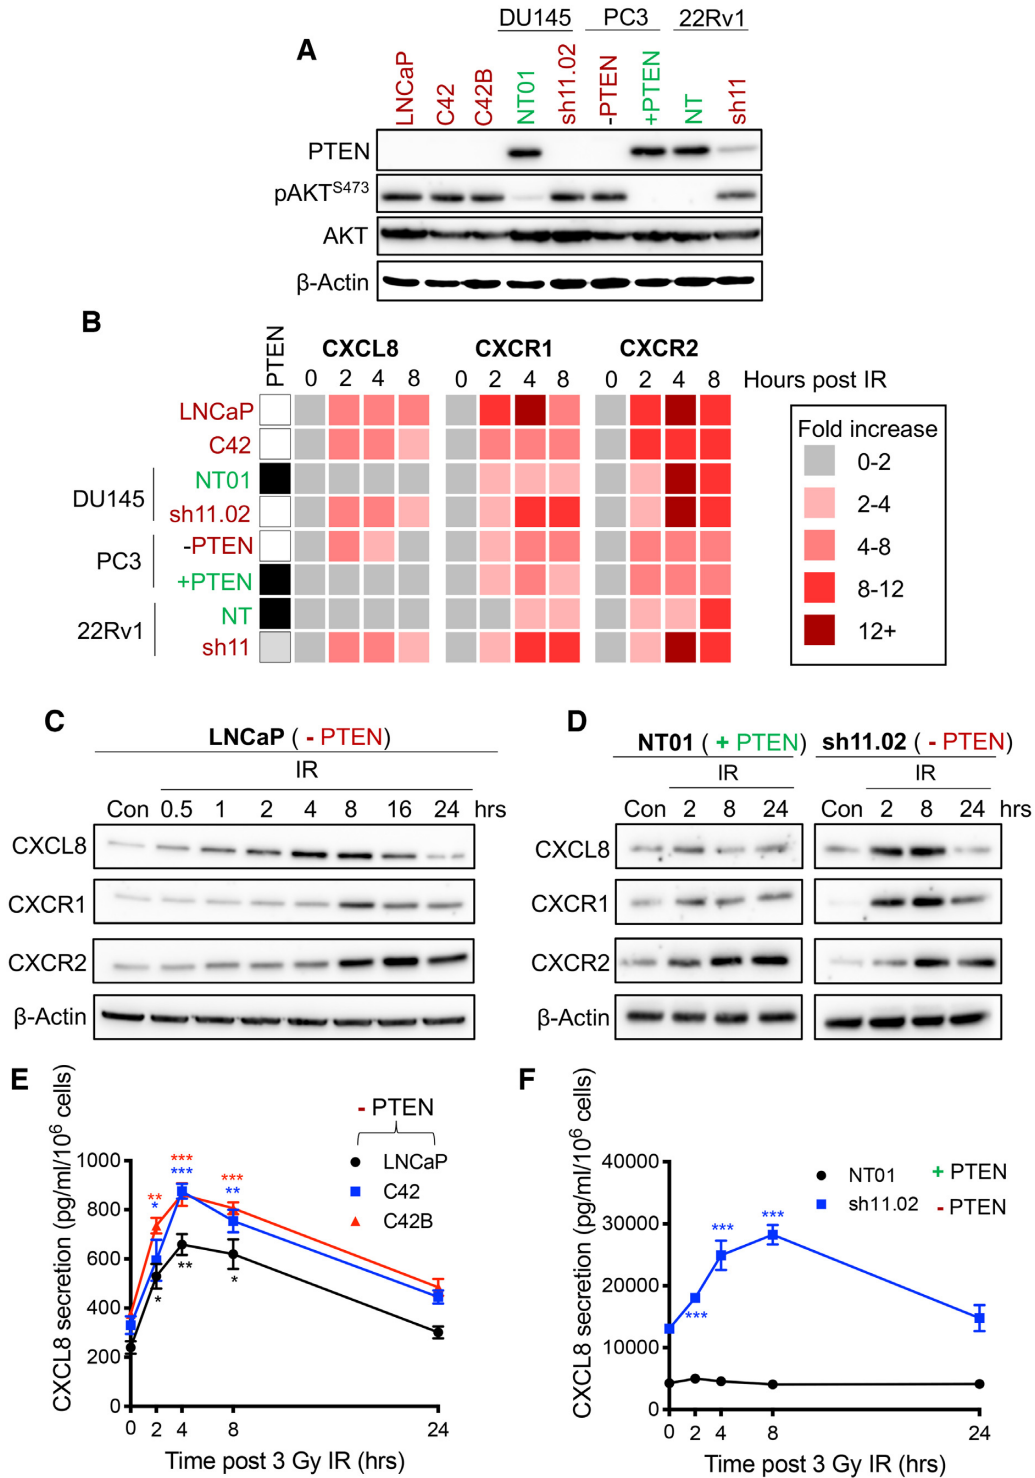 A
DU145 PC3 22Rv1
LNCaP C42 C42B NT01 sh11.02 -PTEN +PTEN NT sh11
PTEN
pAKTS473
AKT
β-Actin
B
PTEN
CXCL8 CXCR1 CXCR2
0 2 4 8 0 2 4 8 0 2 4 8 Hours post IR
LNCaP
C42
DU145
NT01
sh11.02
PC3
-PTEN
+PTEN
22Rv1
NT
sh11
Fold increase
0-2
2-4
4-8
8-12
12+
C
LNCaP ( - PTEN)
IR
Con 0.5 1 2 4 8 16 24 hrs
CXCL8
CXCR1
CXCR2
β-Actin
D
NT01 ( + PTEN) sh11.02 ( - PTEN)
IR IR
Con 2 8 24 Con 2 8 24 hrs
CXCL8
CXCR1
CXCR2
β-Actin
E
- PTEN
LNCaP
C42
C42B
CXCL8 secretion (pg/ml/106 cells)
1000
800
600
400
200
0
*** *** ** * *** ** * ** *
0 2 4 8 24
Time post 3 Gy IR (hrs)
F
NT01 + PTEN
sh11.02 - PTEN
CXCL8 secretion (pg/ml/106 cells)
40000
30000
20000
10000
0
*** *** ***
0 2 4 8 24
Time post 3 Gy IR (hrs)